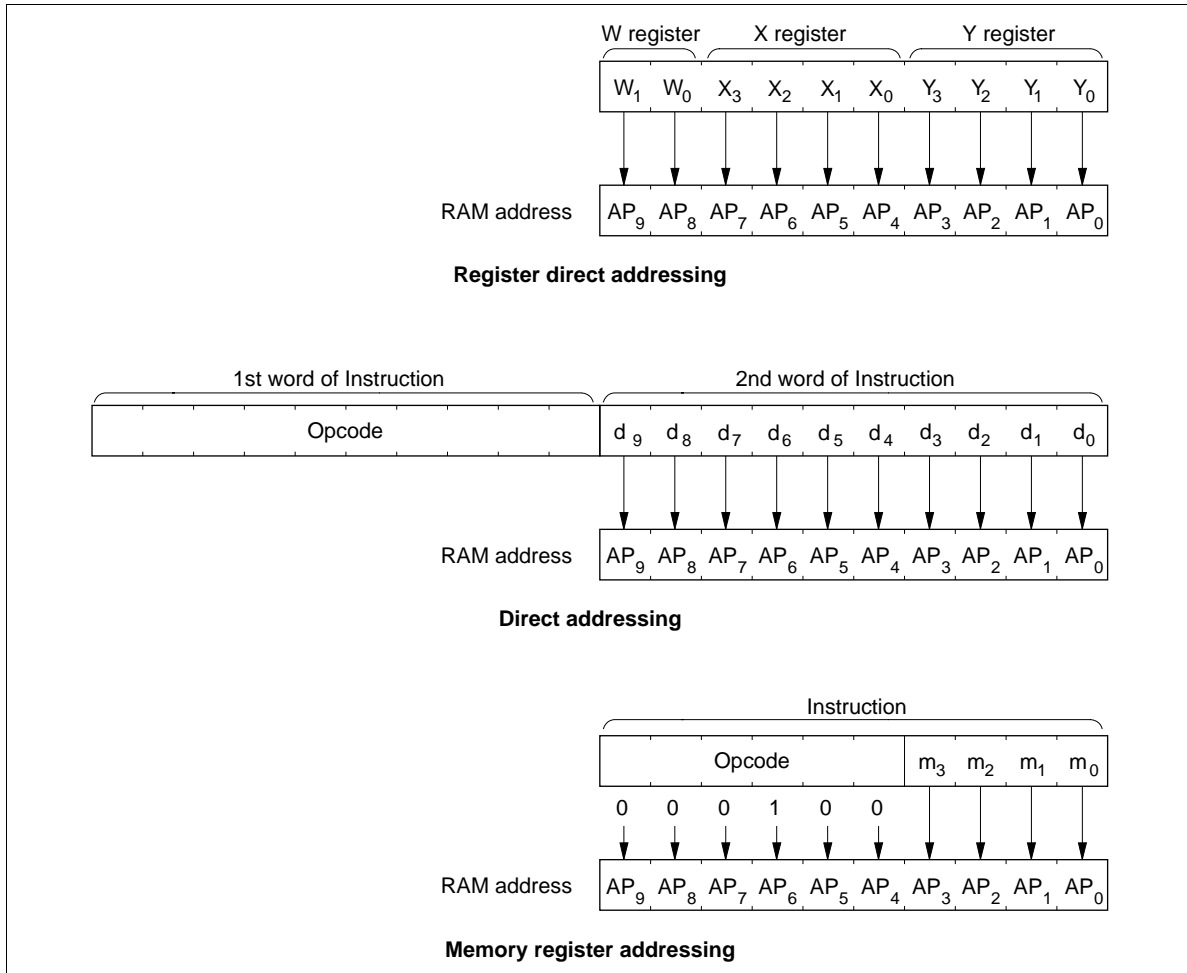 W register X register Y register
W1 W0 X3 X2 X1 X0 Y3 Y2 Y1 Y0
RAM address AP9 AP8 AP7 AP6 AP5 AP4 AP3 AP2 AP1 AP0
Register direct addressing
1st word of Instruction 2nd word of Instruction
Opcode d9 d8 d7 d6 d5 d4 d3 d2 d1 d0
RAM address AP9 AP8 AP7 AP6 AP5 AP4 AP3 AP2 AP1 AP0
Direct addressing
Instruction
Opcode m3 m2 m1 m0
0 0 0 1 0 0
RAM address AP9 AP8 AP7 AP6 AP5 AP4 AP3 AP2 AP1 AP0
Memory register addressing